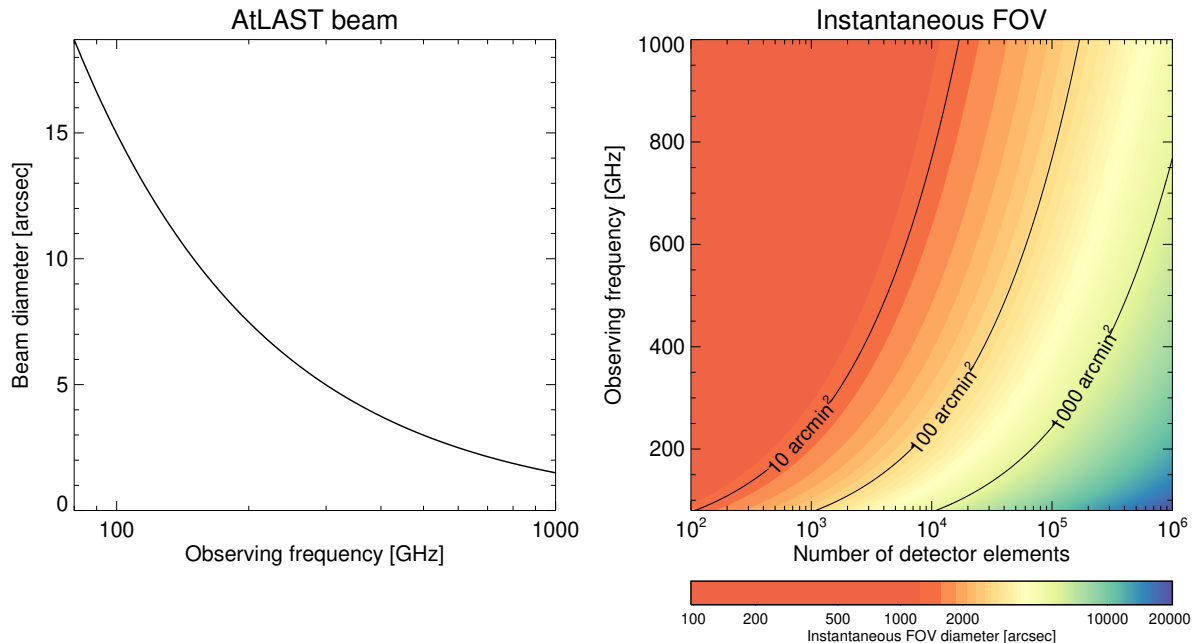 AtLAST beam
Beam diameter [arcsec]
15
10
5
0
100
1000
Observing frequency [GHz]
Instantaneous FOV
Observing frequency [GHz]
1000
800
600
400
200
10 arcmin²
100 arcmin²
1000 arcmin²
10²
10³
10⁴
10⁵
10⁶
Number of detector elements
100 200 500 1000 2000 10000 20000
Instantaneous FOV diameter [arcsec]